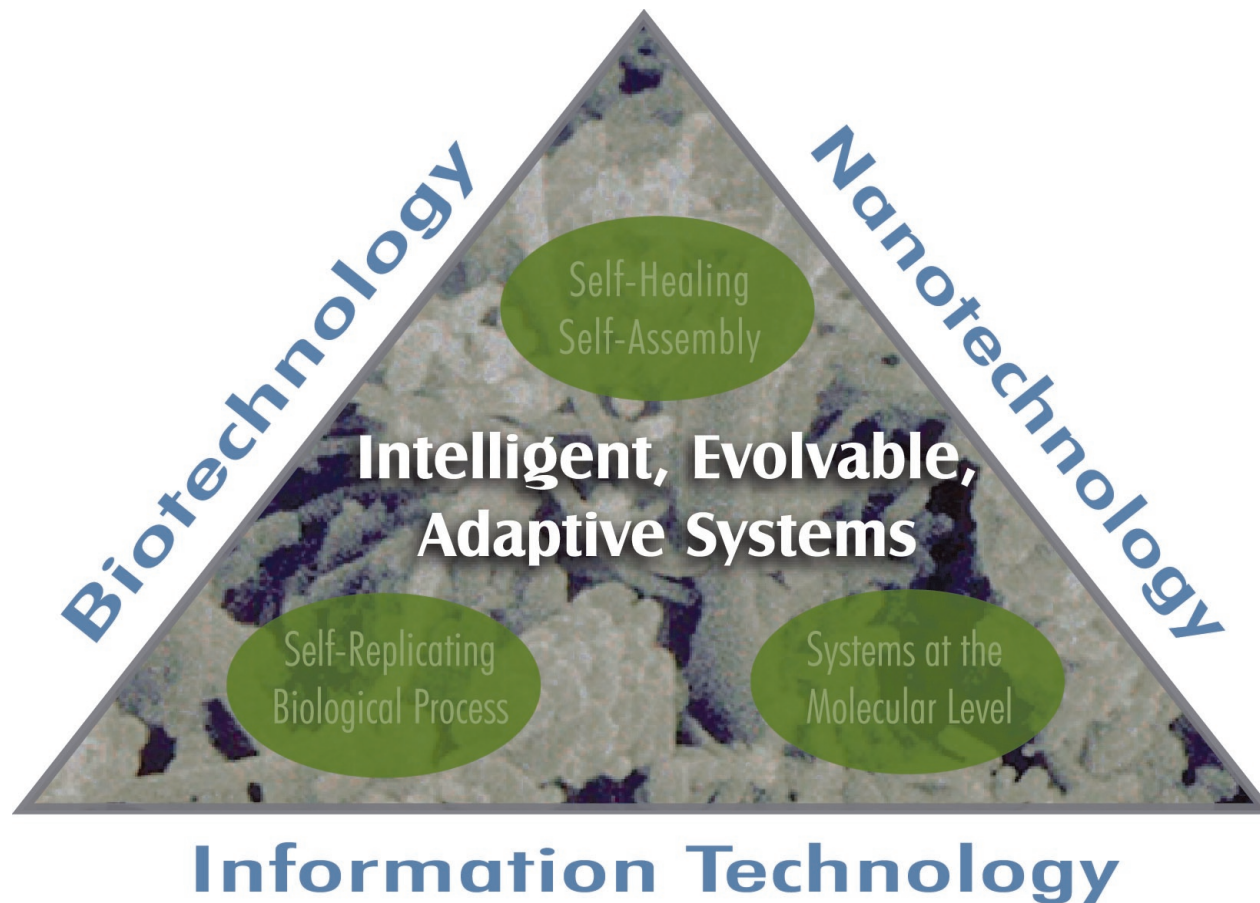 Biotechnology
Nanotechnology
Self-Healing
Self-Assembly
Intelligent, Evolvable,
Adaptive Systems
Self-Replicating
Biological Process
Systems at the
Molecular Level
Information Technology